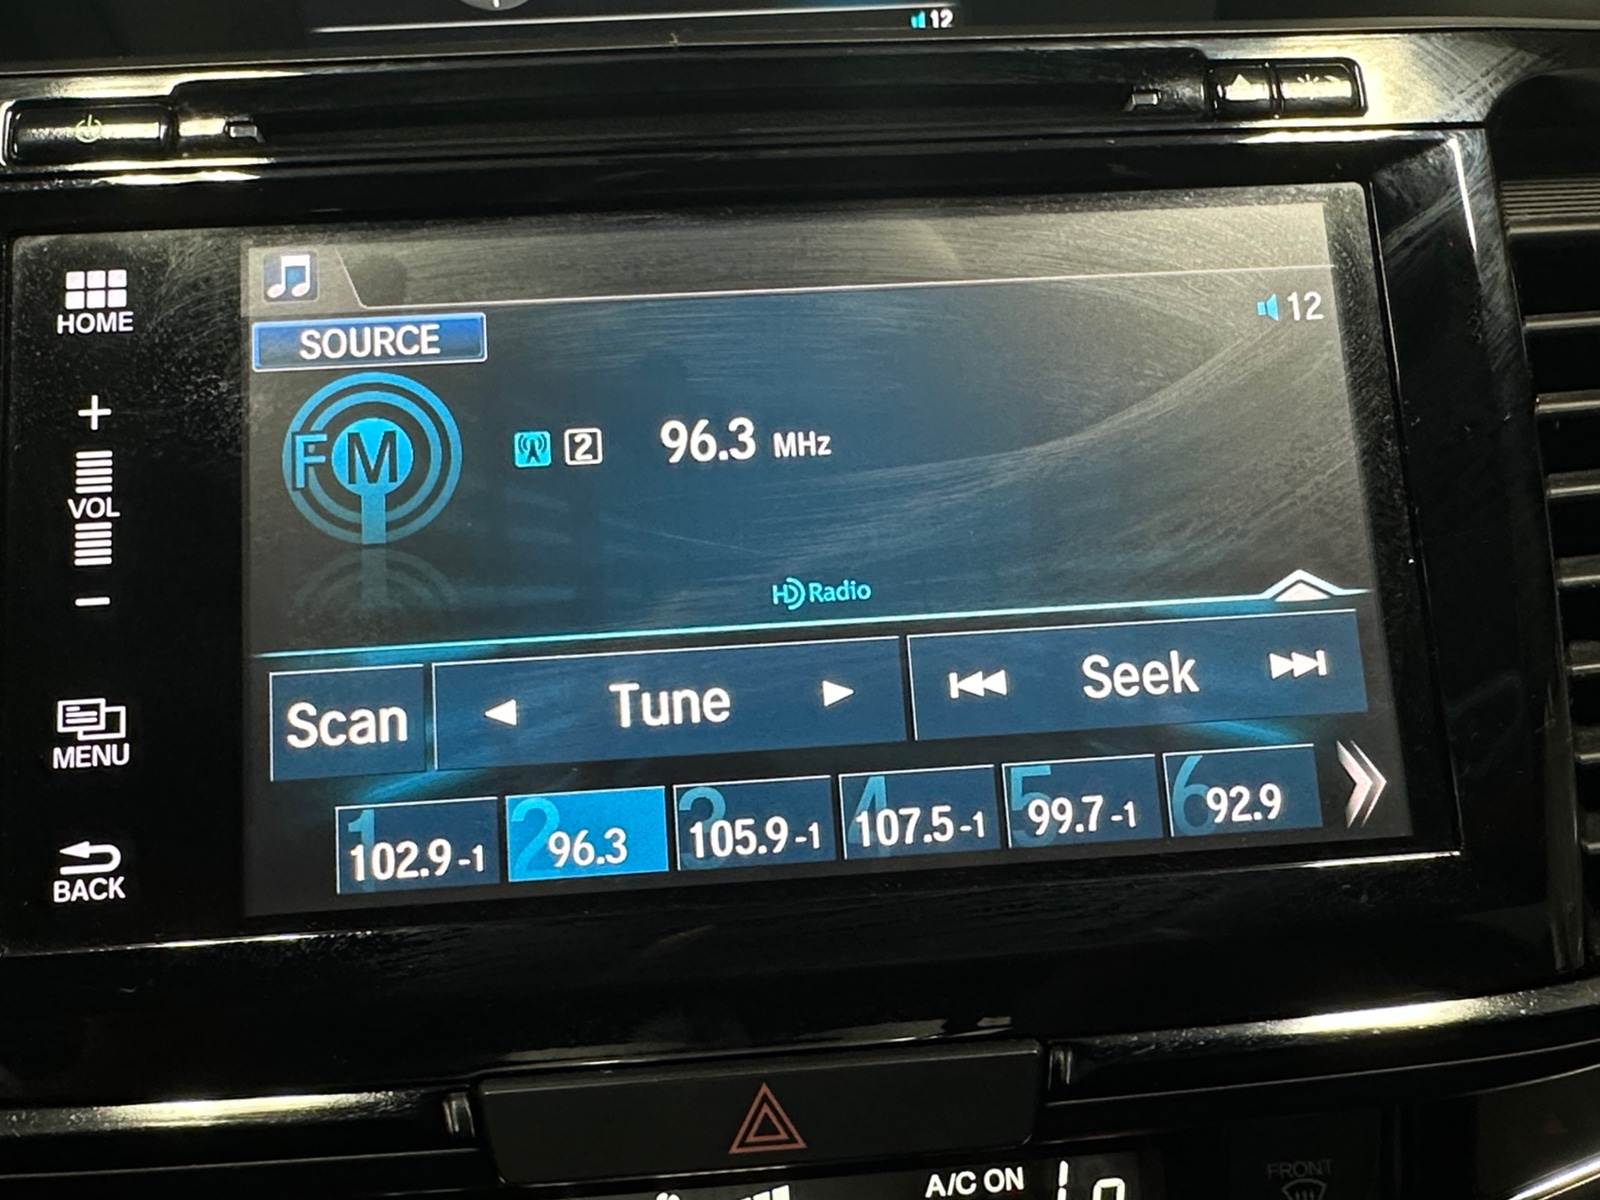 12
HOME
SOURCE
12
+
VOL
−
FM
2 96.3 MHz
HD Radio
Scan
Tune
Seek
MENU
1 102.9-1
2 96.3
3 105.9-1
4 107.5-1
5 99.7-1
6 92.9
BACK
A/C ON
FRONT